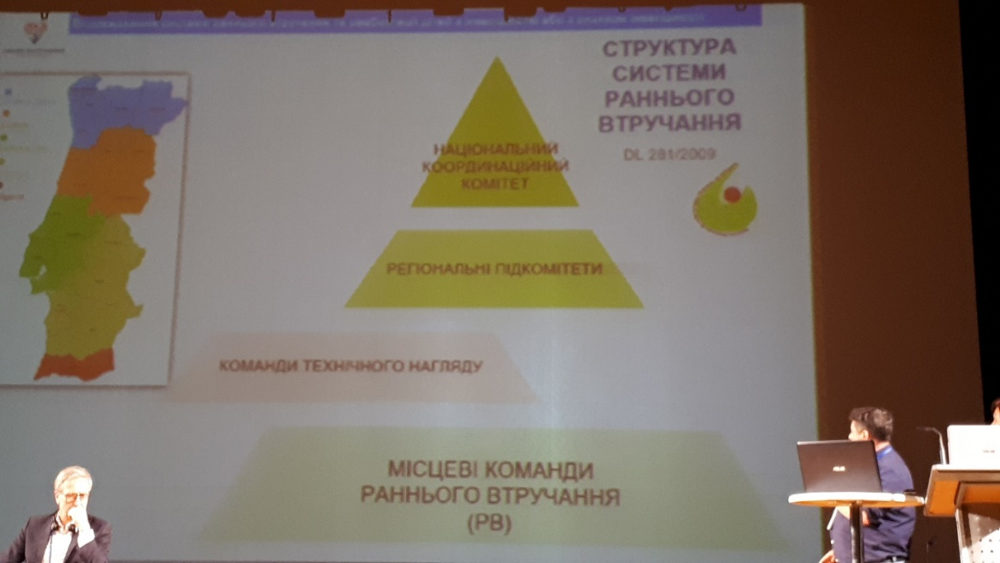 СТРУКТУРА
СИСТЕМИ
РАННЬОГО
ВТРУЧАННЯ
DL 281/2009
НАЦІОНАЛЬНИЙ
КООРДИНАЦІЙНИЙ
КОМІТЕТ
РЕГІОНАЛЬНІ ПІДКОМІТЕТИ
КОМАНДИ ТЕХНІЧНОГО НАГЛЯДУ
МІСЦЕВІ КОМАНДИ
РАННЬОГО ВТРУЧАННЯ
(РВ)